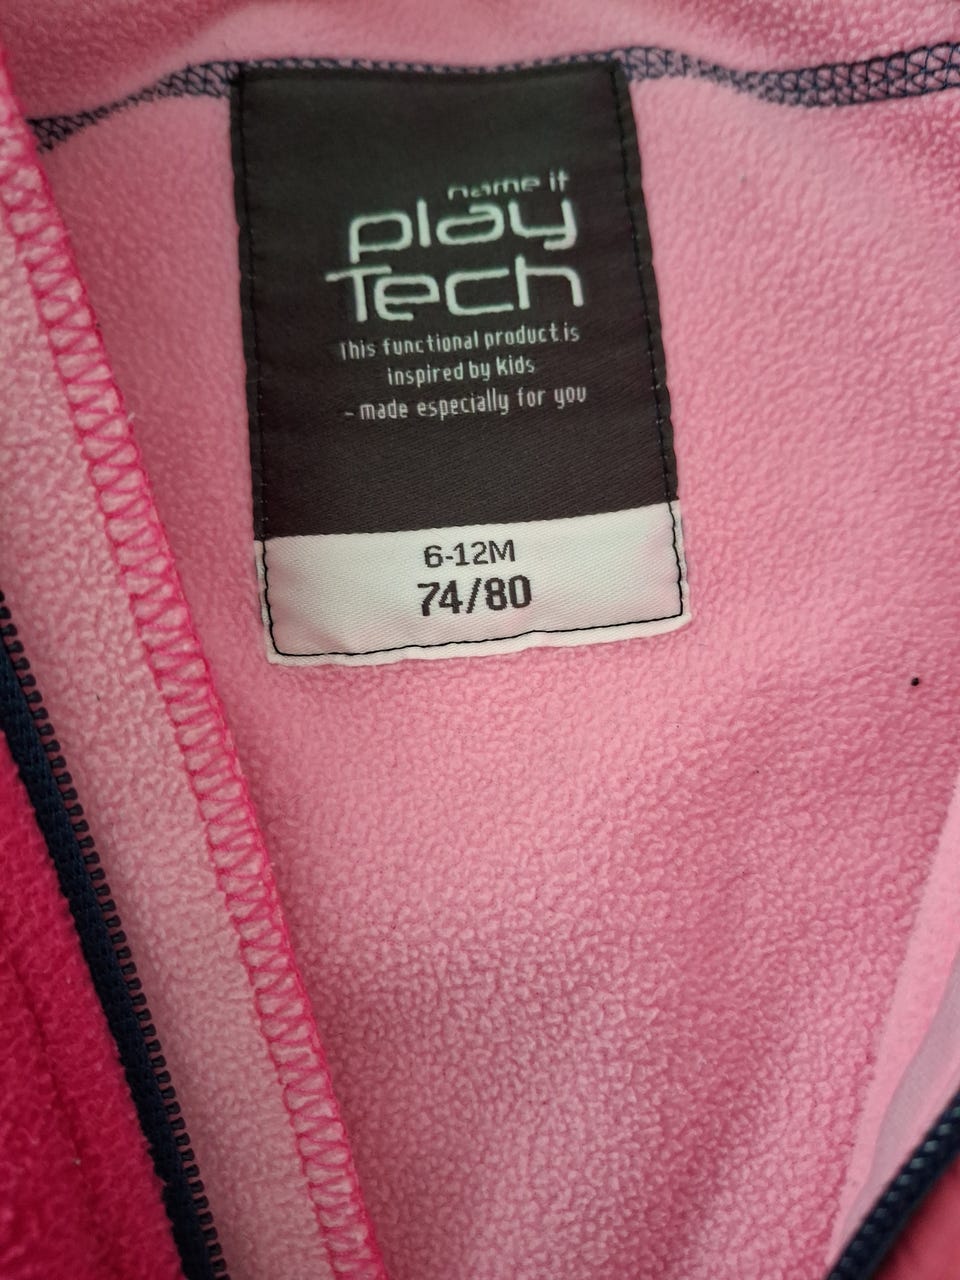 name it
play
Tech
This functional product is
inspired by kids
- made especially for you
6-12M
74/80